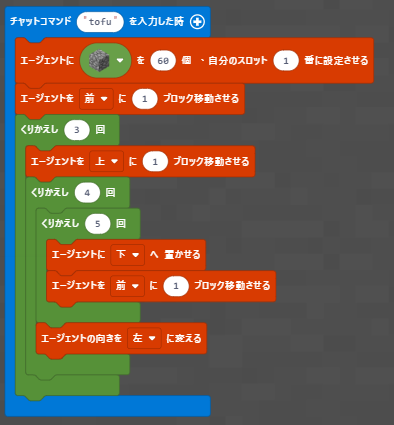 チャットコマンド "tofu" を入力した時
エージェントに を 60 個 、自分のスロット 1 番に設定させる
エージェントを 前 に 1 ブロック移動させる
くりかえし 3 回
エージェントを 上 に 1 ブロック移動させる
くりかえし 4 回
くりかえし 5 回
エージェントに 下 へ 置かせる
エージェントを 前 に 1 ブロック移動させる
エージェントの向きを 左 に変える